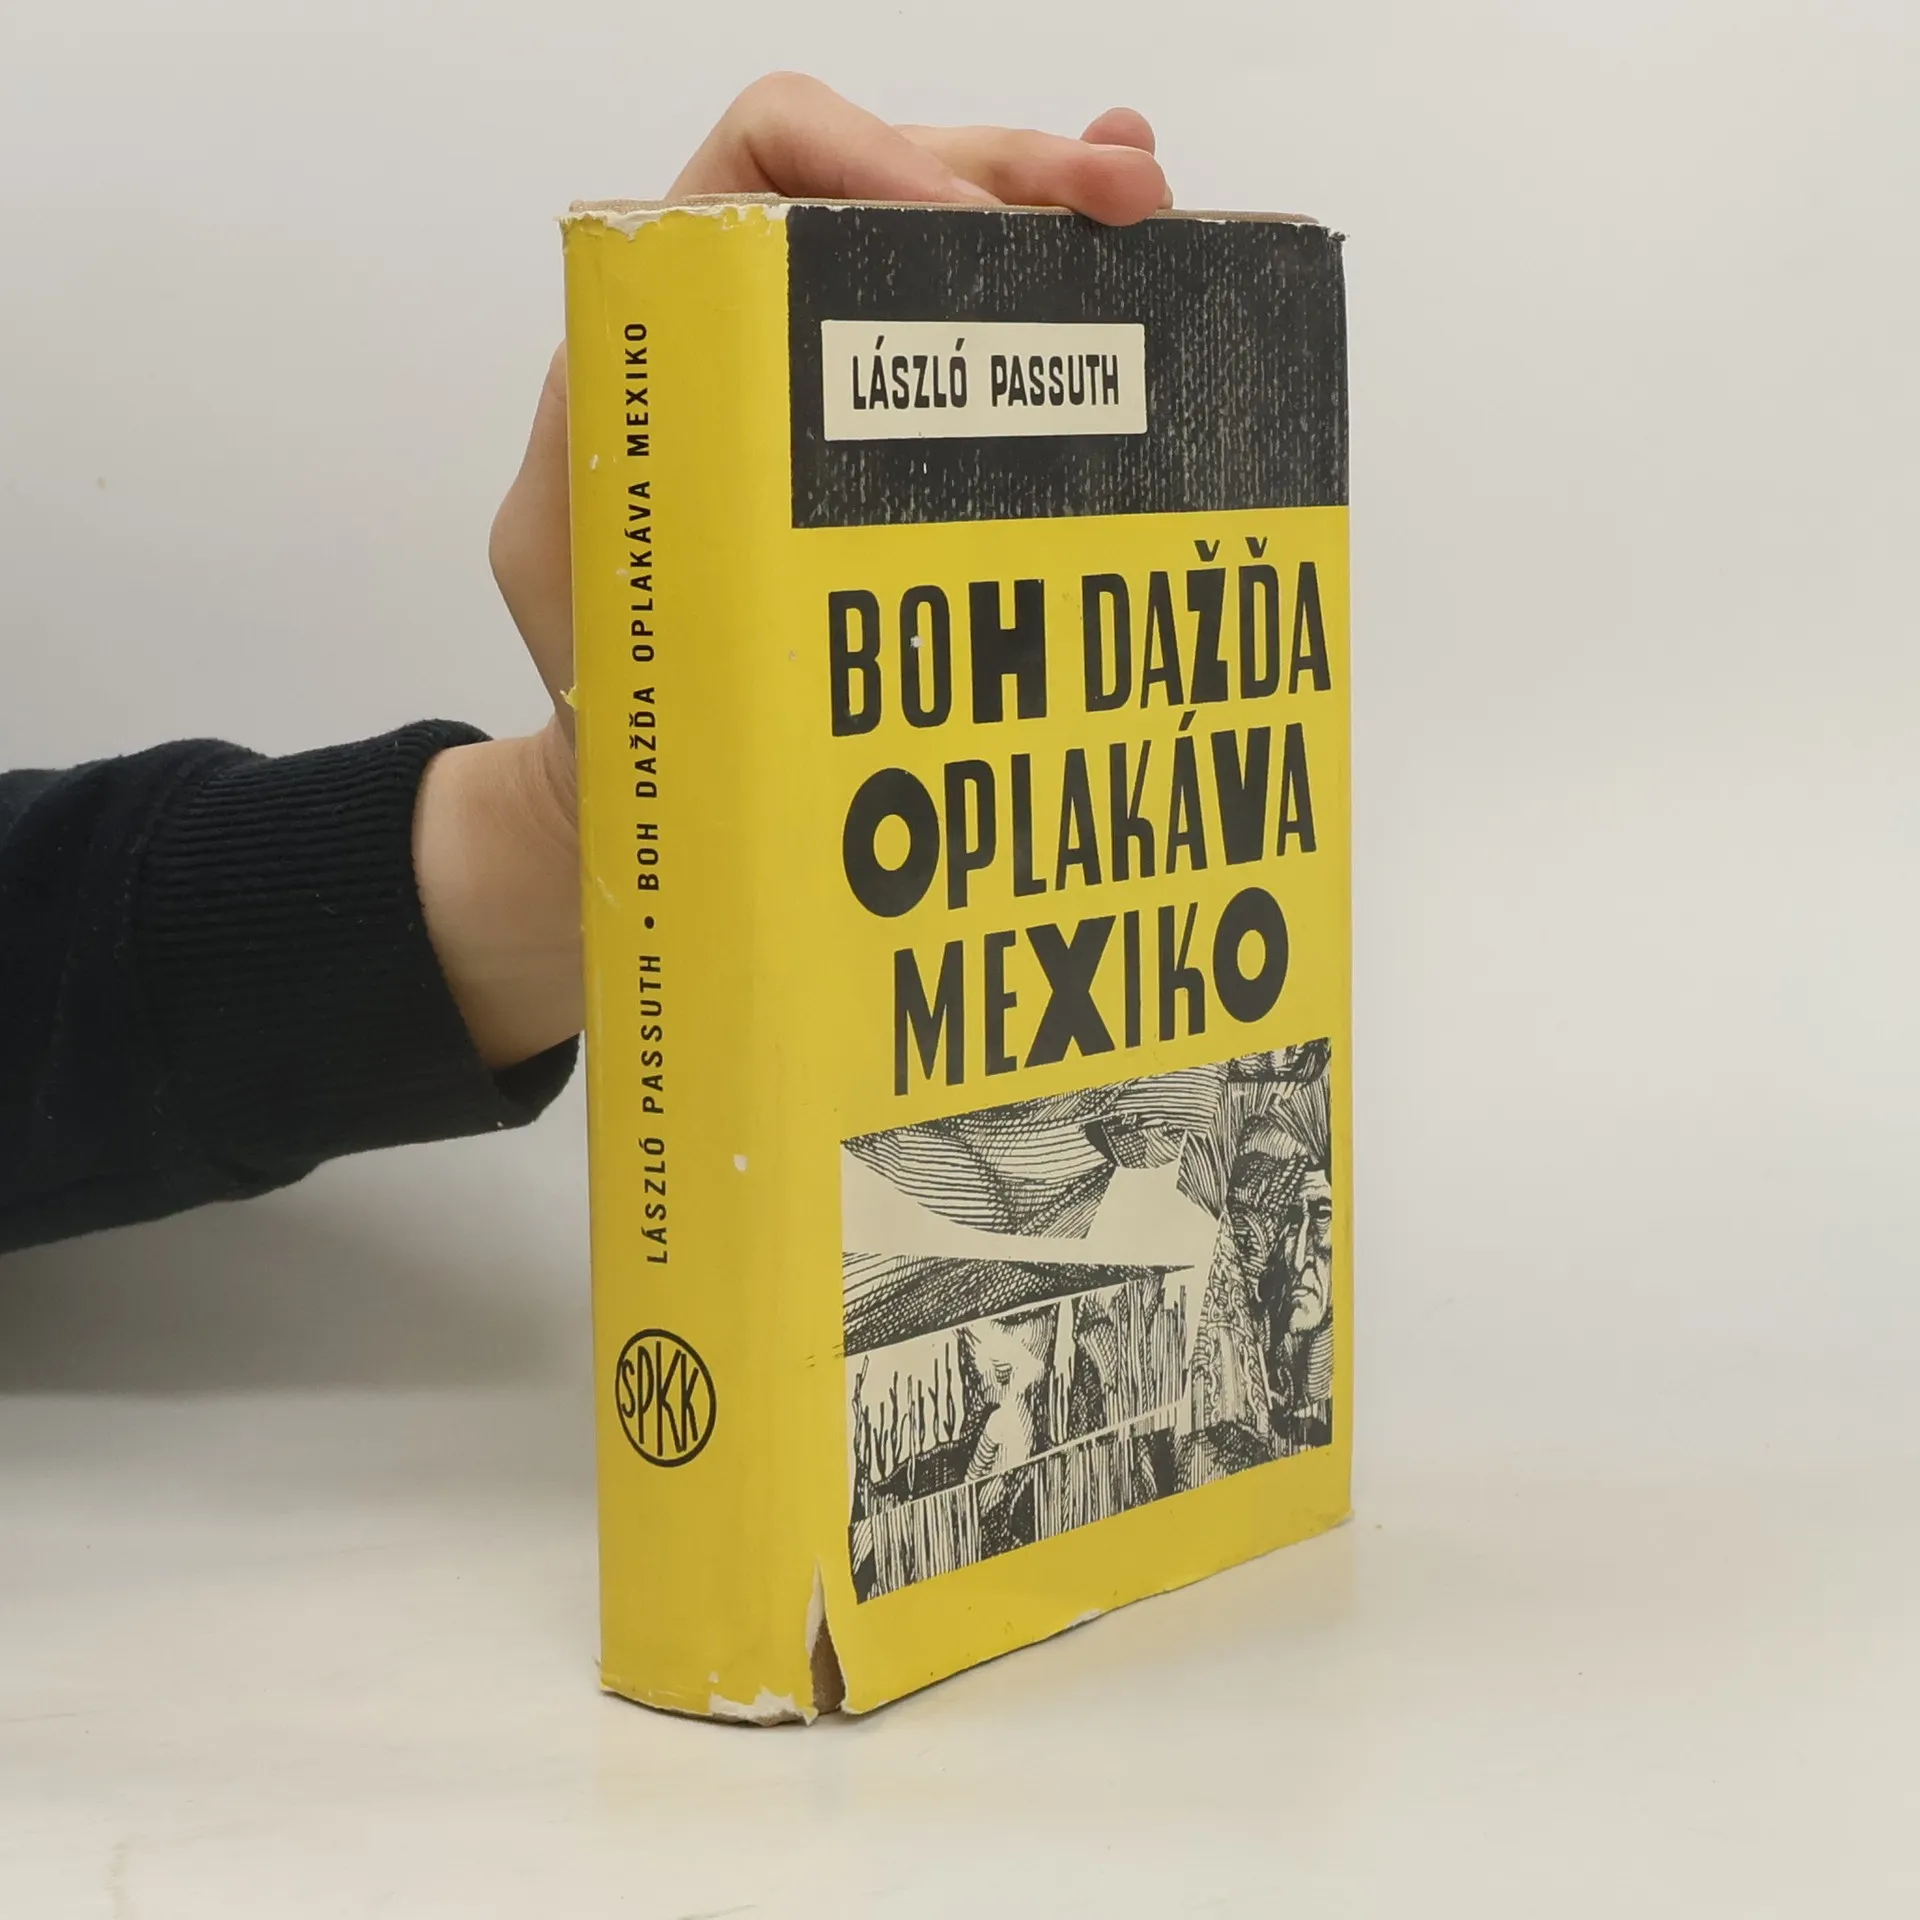 LÁSZLÓ PASSUTH • BOH DAŽĎA OPLAKÁVA MEXIKO
SPKK
LÁSZLÓ PASSUTH
BOH DAŽĎA
OPLAKÁVA
MEXIKO